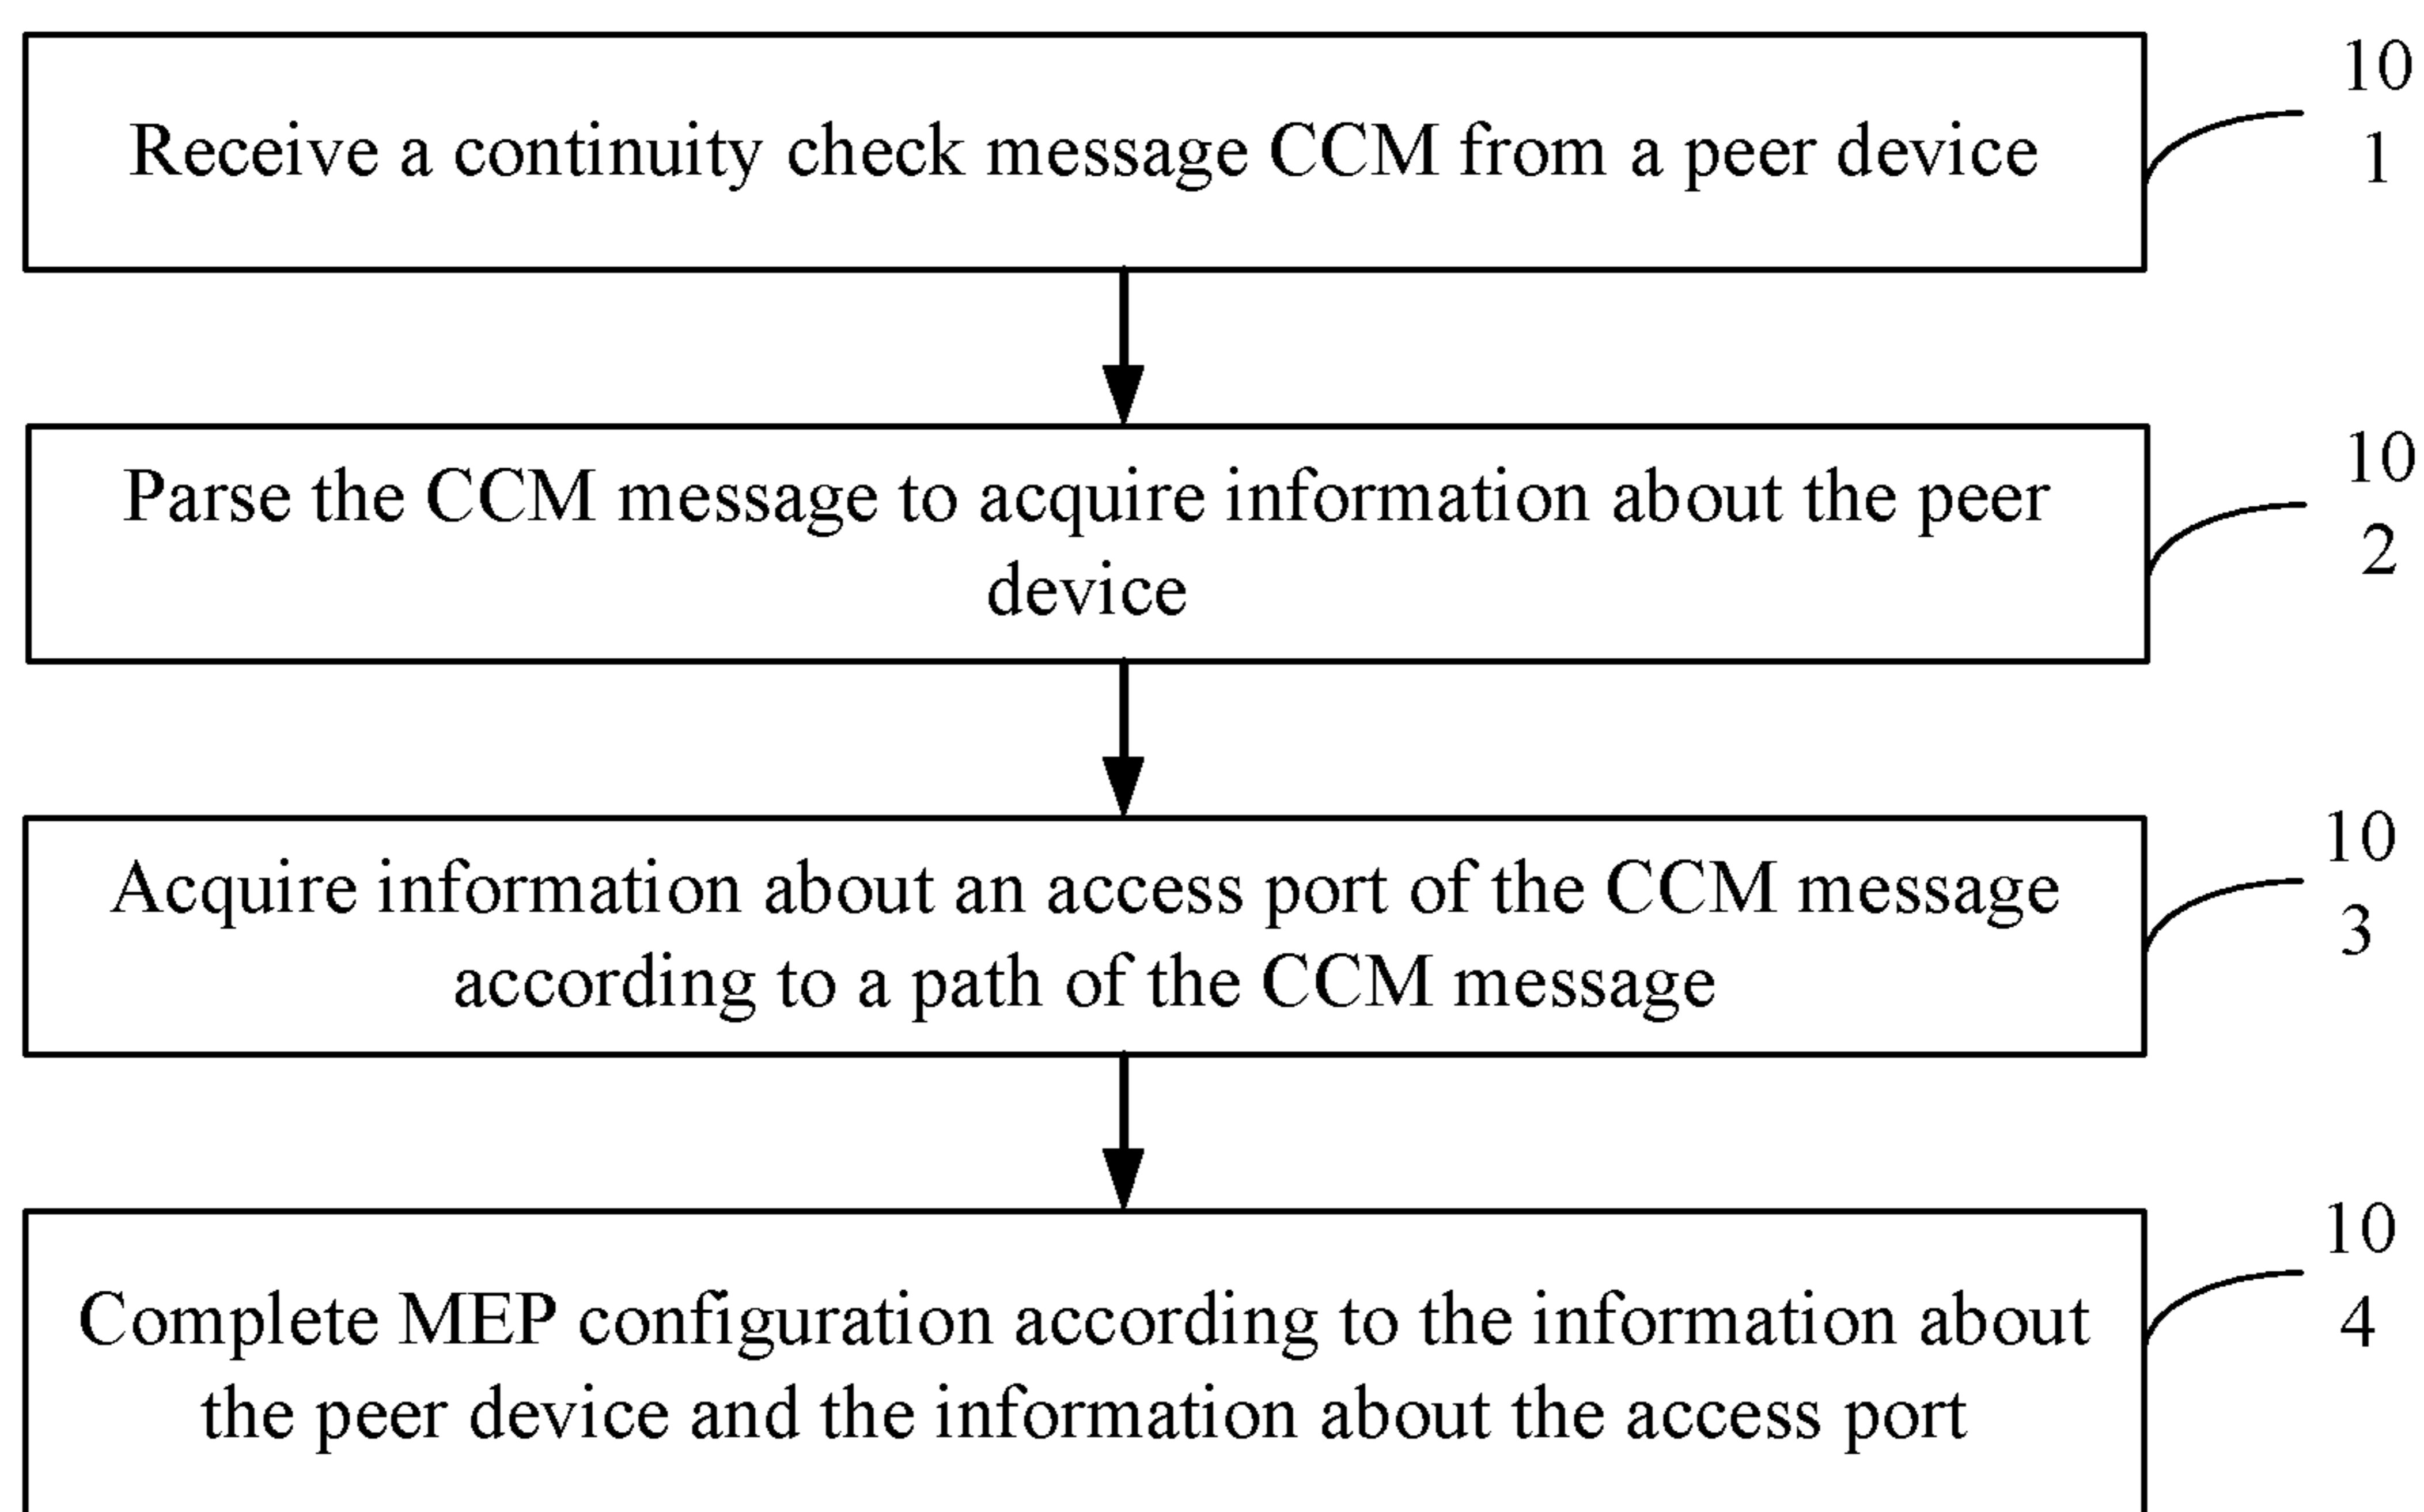 Receive a continuity check message CCM from a peer device
10
1
Parse the CCM message to acquire information about the peer
device
10
2
Acquire information about an access port of the CCM message
according to a path of the CCM message
10
3
Complete MEP configuration according to the information about
the peer device and the information about the access port
10
4